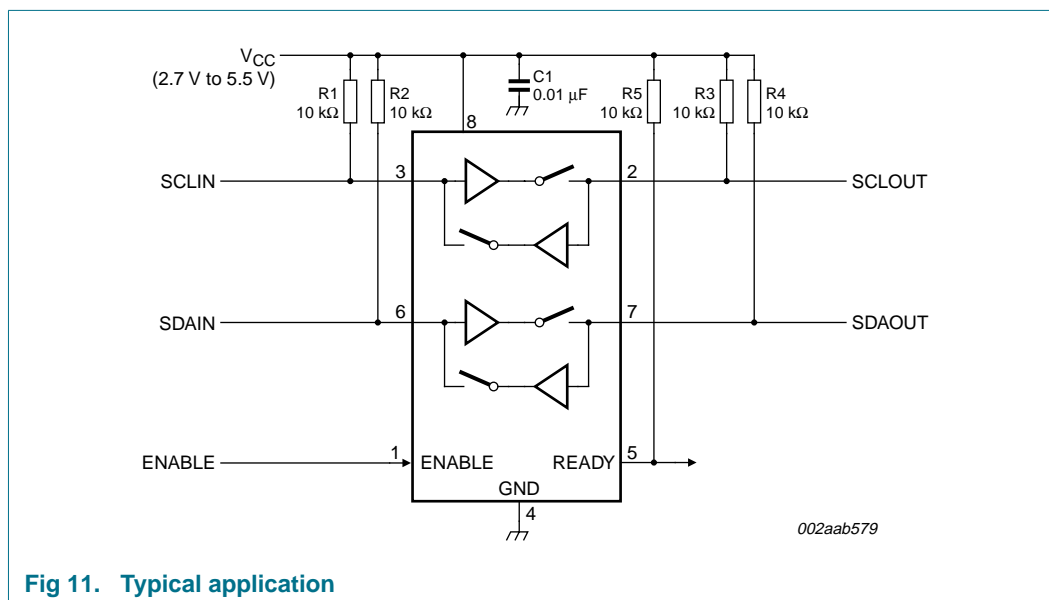 VCC
(2.7 V to 5.5 V)
R1
10 kΩ
R2
10 kΩ
C1
0.01 μF
R5
10 kΩ
R3
10 kΩ
R4
10 kΩ
8
SCLIN
3
2
SCLOUT
SDAIN
6
7
SDAOUT
ENABLE
1
ENABLE
READY
5
GND
4
002aab579
Fig 11. Typical application